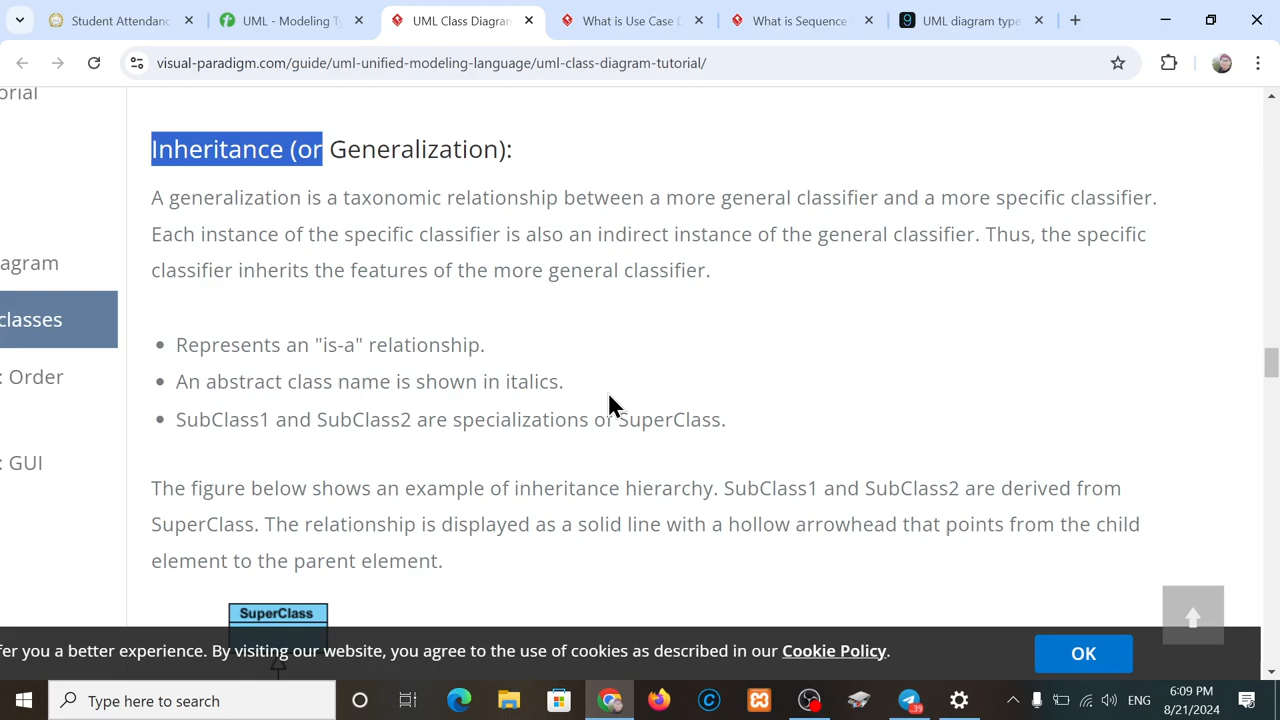 Student Attendanc
UML - Modeling Ty
UML Class Diagram
What is Use Case D
What is Sequence
UML diagram type
visual-paradigm.com/guide/uml-unified-modeling-language/uml-class-diagram-tutorial/
orial
Inheritance (or Generalization):
A generalization is a taxonomic relationship between a more general classifier and a more specific classifier.
Each instance of the specific classifier is also an indirect instance of the general classifier. Thus, the specific
classifier inherits the features of the more general classifier.
agram
classes
: Order
: GUI
Represents an "is-a" relationship.
An abstract class name is shown in italics.
SubClass1 and SubClass2 are specializations of SuperClass.
The figure below shows an example of inheritance hierarchy. SubClass1 and SubClass2 are derived from
SuperClass. The relationship is displayed as a solid line with a hollow arrowhead that points from the child
element to the parent element.
SuperClass
fer you a better experience. By visiting our website, you agree to the use of cookies as described in our Cookie Policy.
OK
Type here to search
39
ENG
6:09 PM
8/21/2024